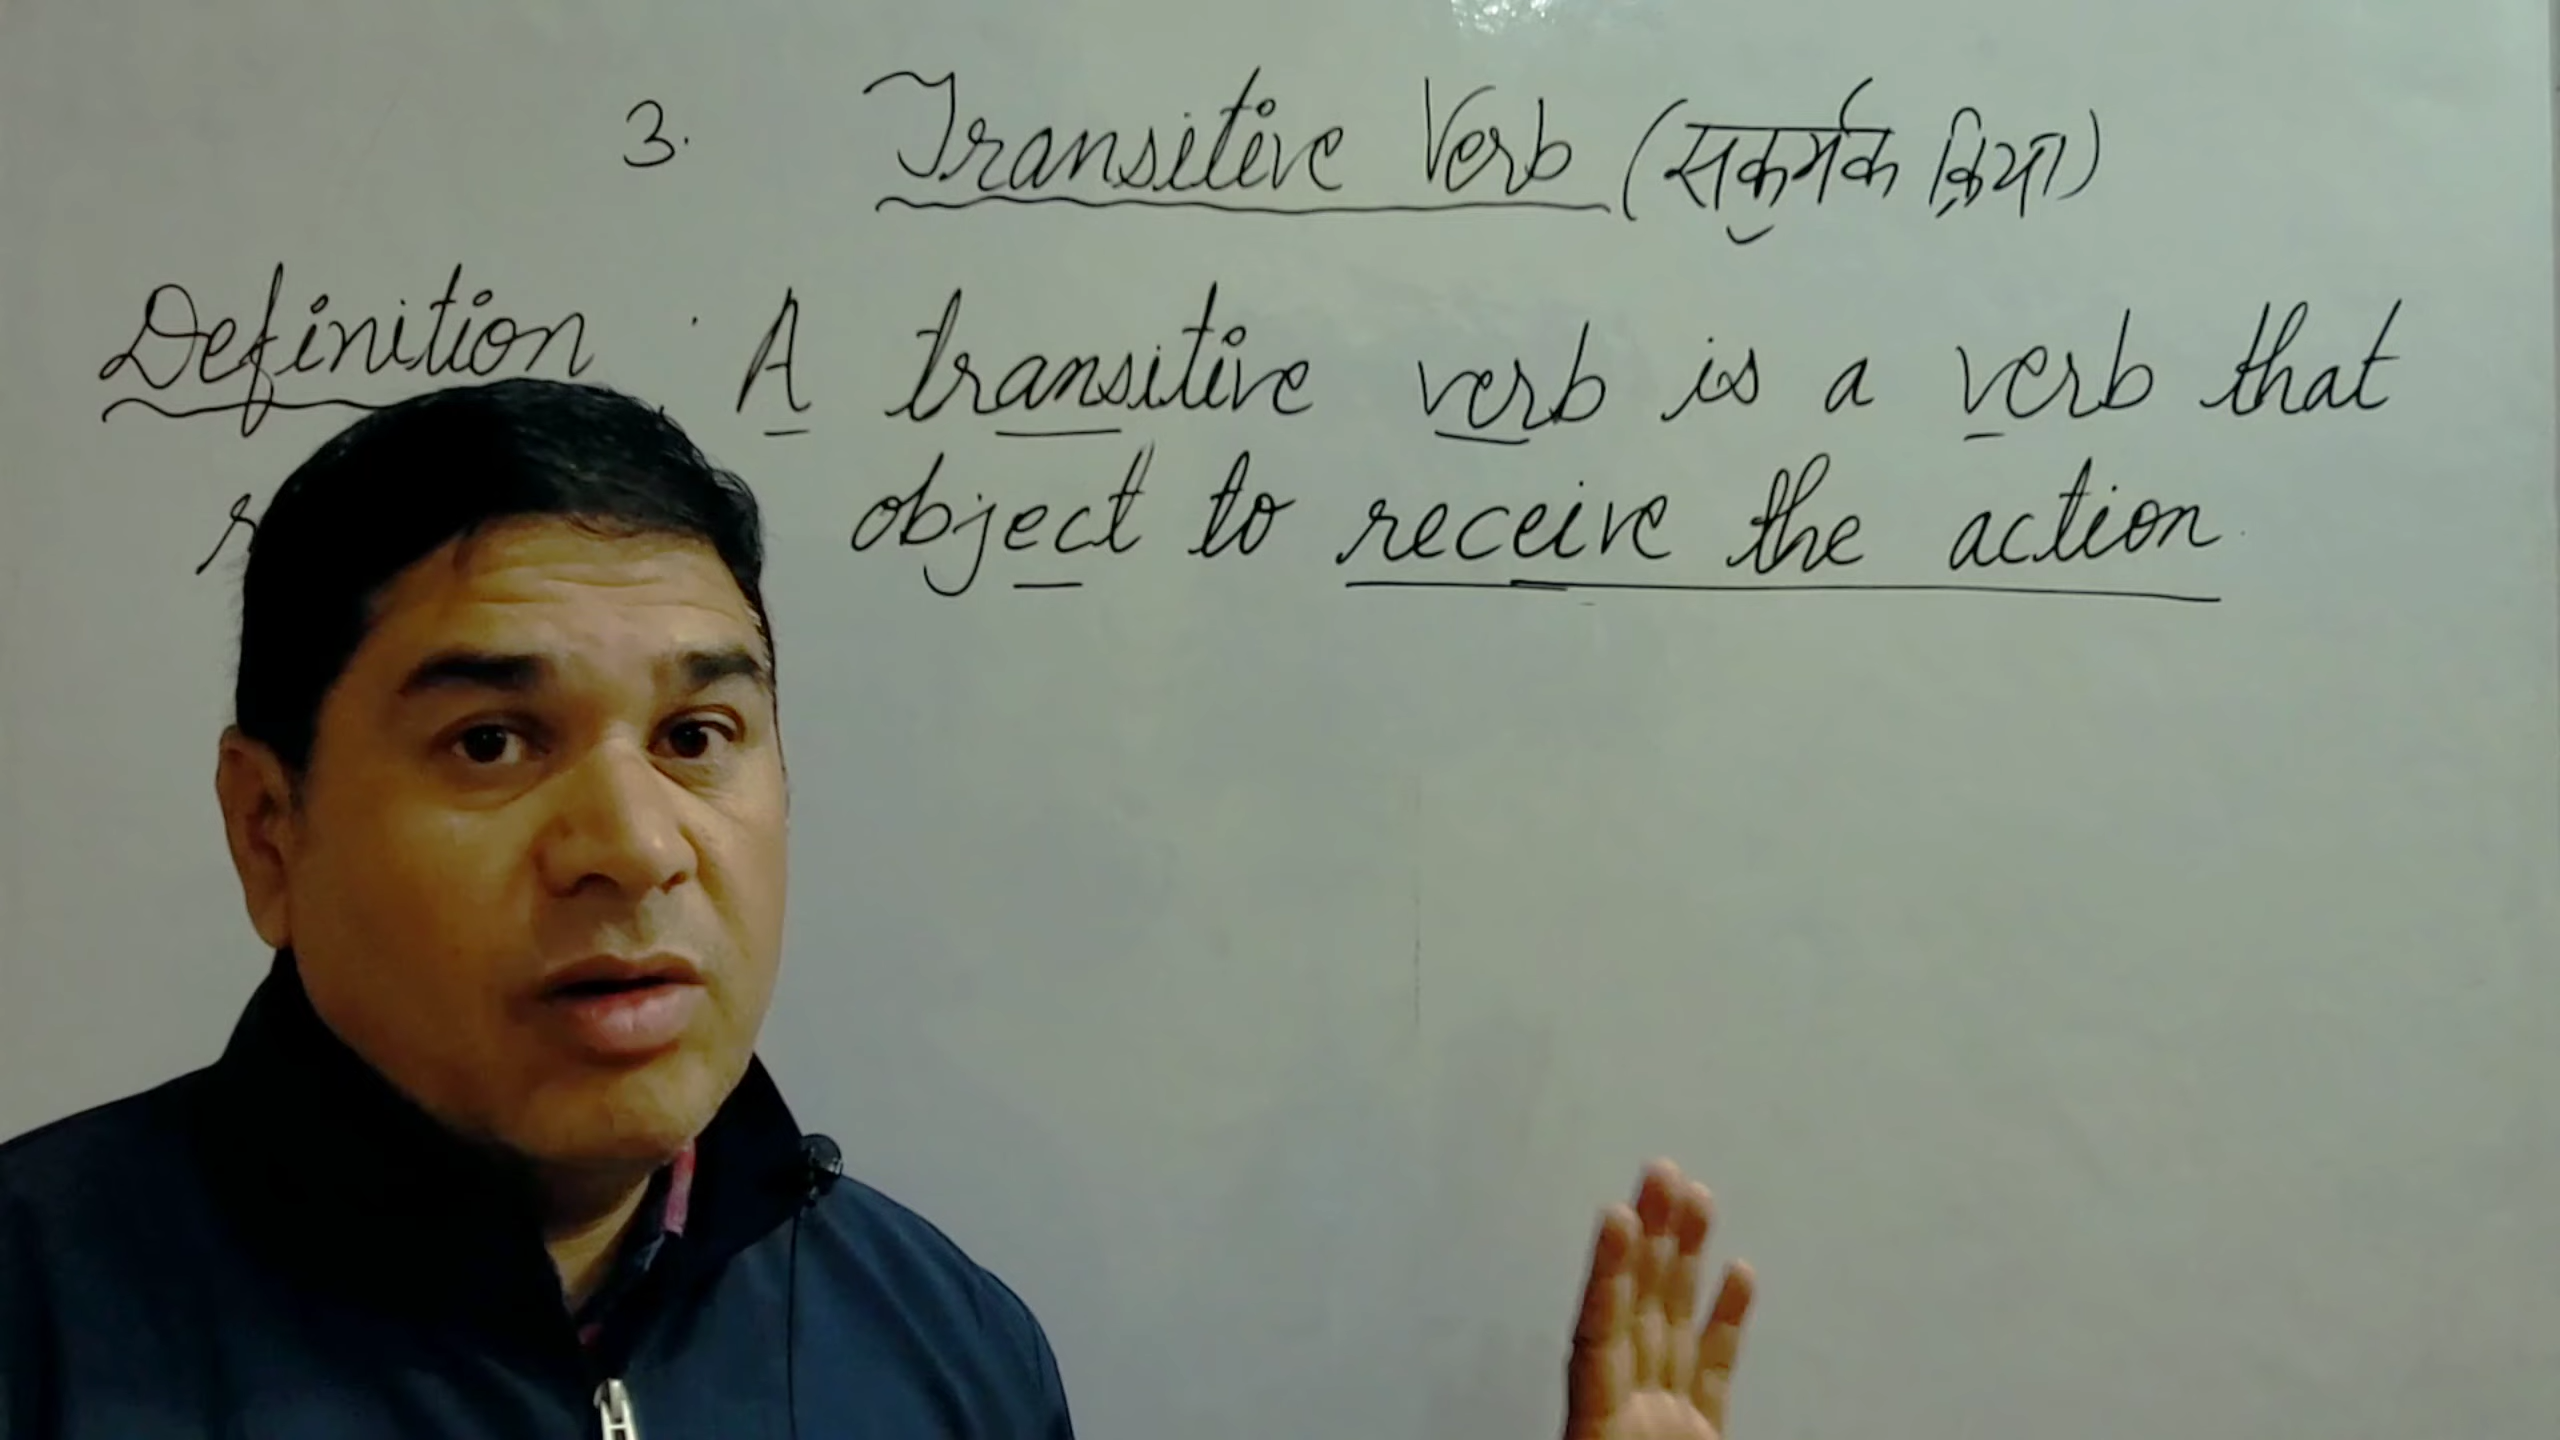 3. Transitive Verb (सकर्मक क्रिया)
Definition : A transitive verb is a verb that
object to receive the action